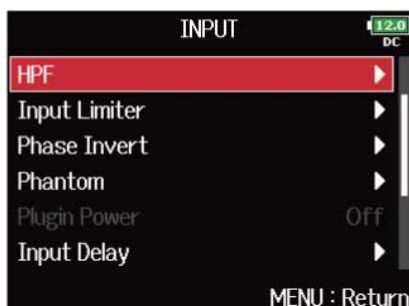 INPUT
12.0
DC
HPF
Input Limiter
Phase Invert
Phantom
Plugin Power Off
Input Delay
MENU : Return